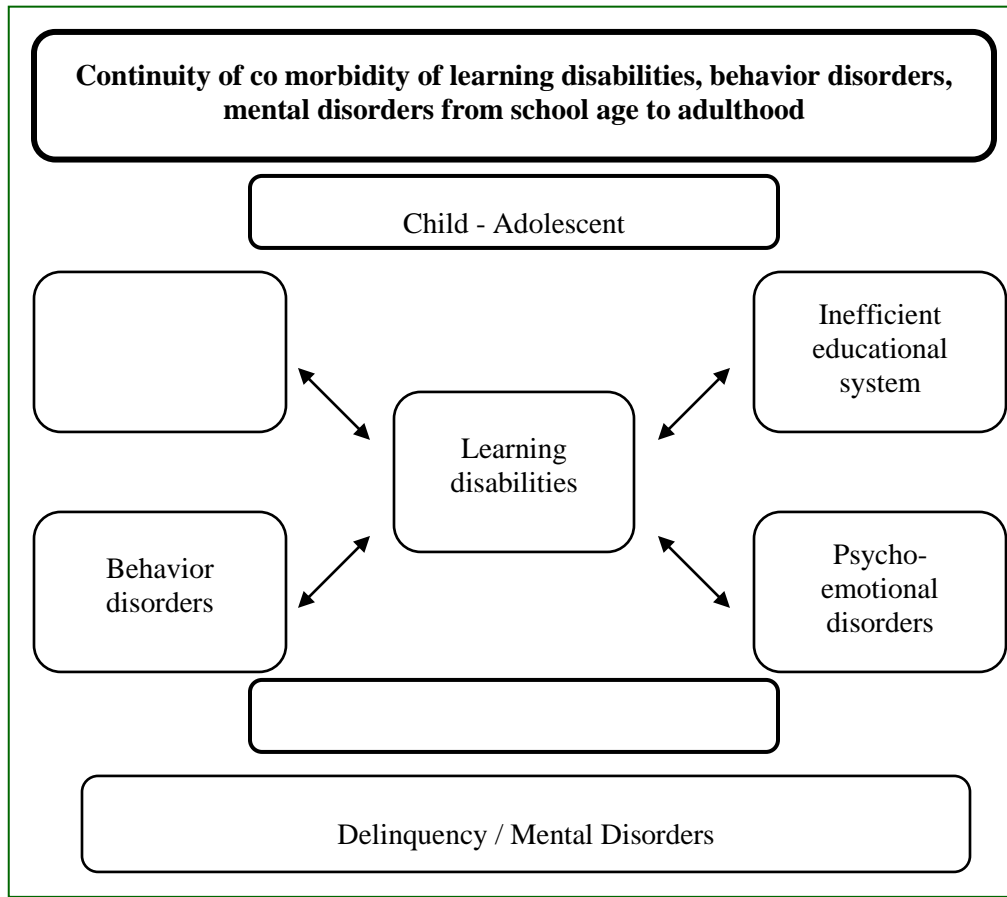 Continuity of co morbidity of learning disabilities, behavior disorders,
mental disorders from school age to adulthood
Child - Adolescent
Inefficient
educational
system
Learning
disabilities
Behavior
disorders
Psycho-
emotional
disorders
Delinquency / Mental Disorders